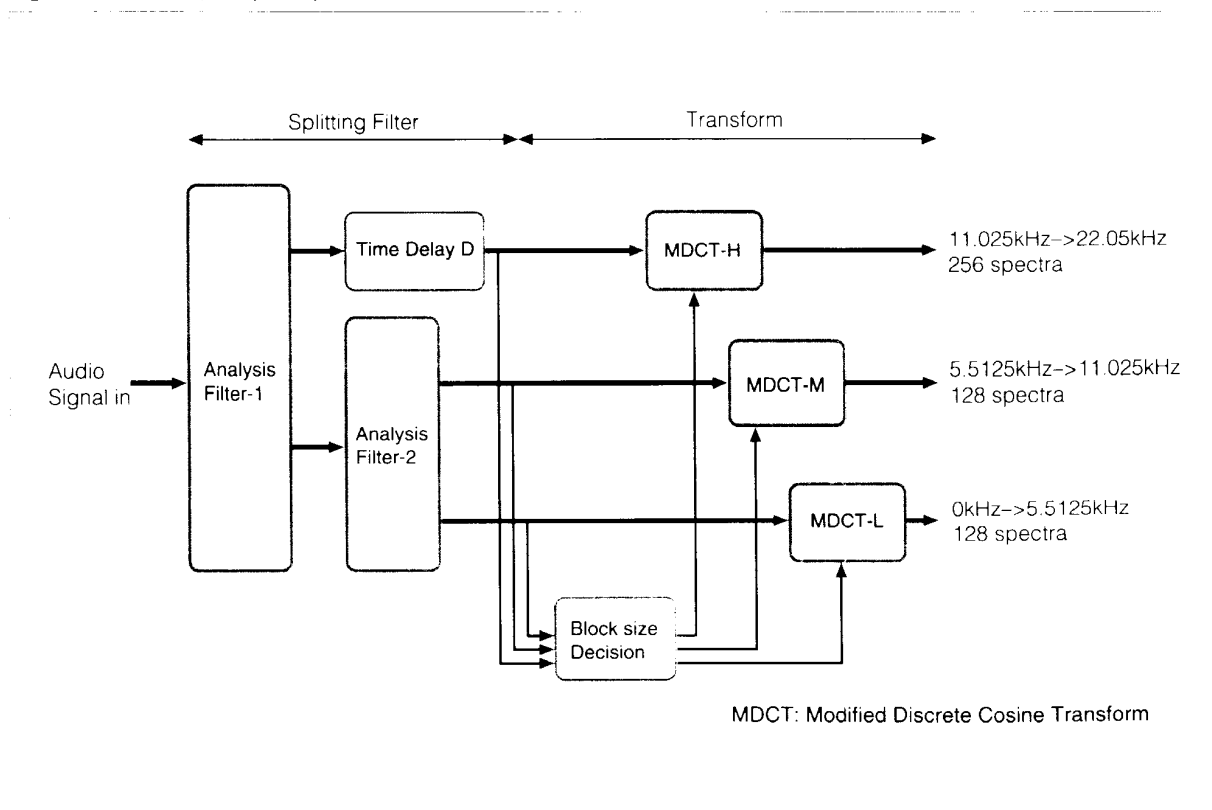 Splitting Filter
Transform
Time Delay D
MDCT-H
11.025kHz–>22.05kHz
256 spectra
Audio
Signal in
Analysis
Filter-1
Analysis
Filter-2
MDCT-M
5.5125kHz–>11.025kHz
128 spectra
MDCT-L
0kHz–>5.5125kHz
128 spectra
Block size
Decision
MDCT: Modified Discrete Cosine Transform